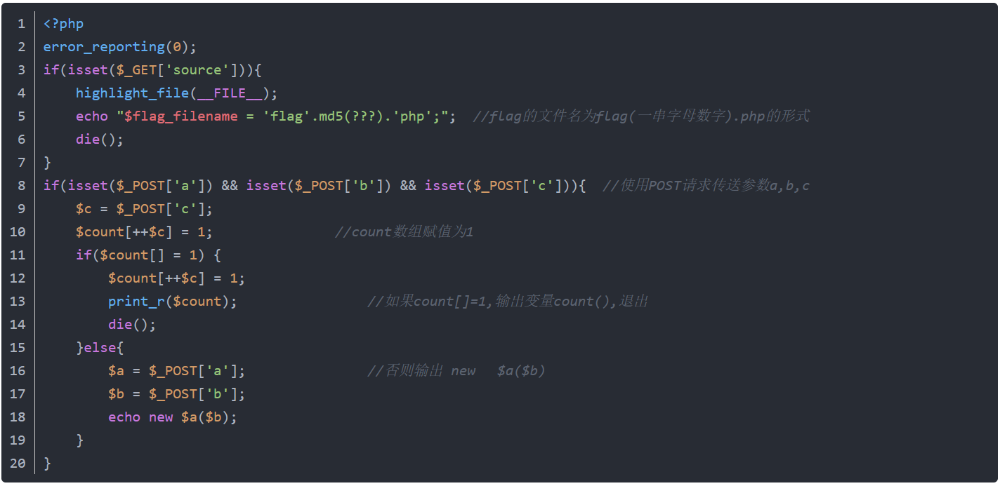 1 <?php
2 error_reporting(0);
3 if(isset($_GET['source'])){
4     highlight_file(__FILE__);
5     echo "$flag_filename = 'flag'.md5(???).'php';";  //flag的文件名为flag(一串字母数字).php的形式
6     die();
7 }
8 if(isset($_POST['a']) && isset($_POST['b']) && isset($_POST['c'])){  //使用POST请求传送参数a,b,c
9     $c = $_POST['c'];
10     $count[++$c] = 1;                 //count数组赋值为1
11     if($count[] = 1) {
12         $count[++$c] = 1;
13         print_r($count);                //如果count[]=1,输出变量count(),退出
14         die();
15     }else{
16         $a = $_POST['a'];               //否则输出 new   $a($b)
17         $b = $_POST['b'];
18         echo new $a($b);
19     }
20 }